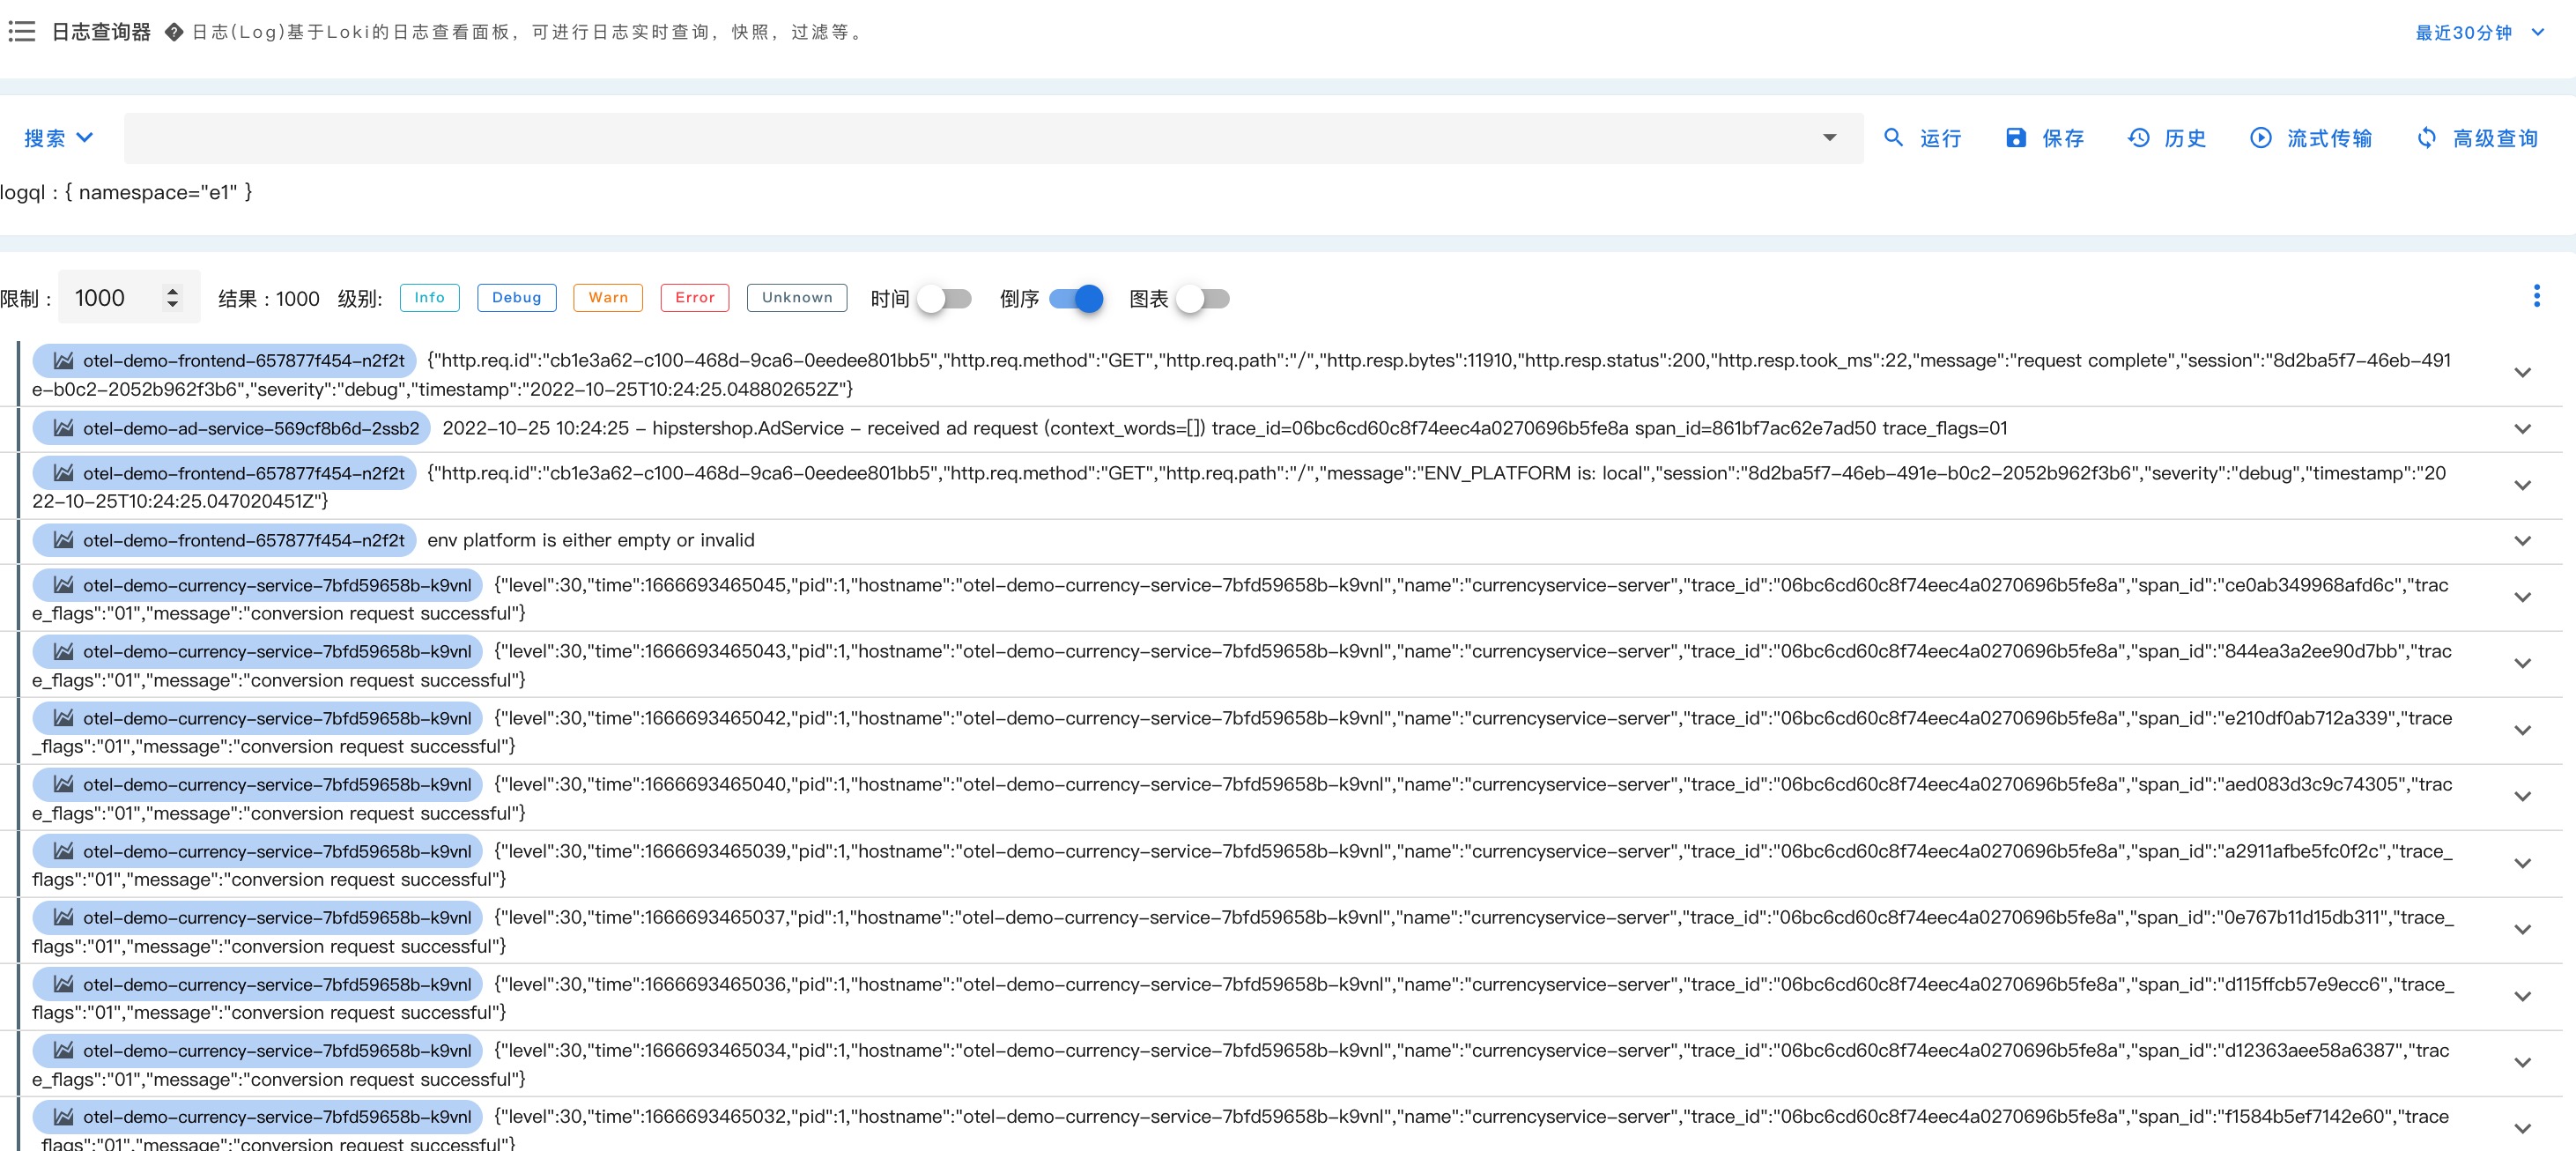 日志查询器 日志(Log)基于Loki的日志查看面板，可进行日志实时查询，快照，过滤等。 最近30分钟
搜索 运行 保存 历史 流式传输 高级查询
logql : { namespace="e1" }
限制 : 1000 结果 : 1000 级别: Info Debug Warn Error Unknown 时间 倒序 图表
otel-demo-frontend-657877f454-n2f2t {"http.req.id":"cb1e3a62-c100-468d-9ca6-0eedee801bb5","http.req.method":"GET","http.req.path":"/","http.resp.bytes":11910,"http.resp.status":200,"http.resp.took_ms":22,"message":"request complete","session":"8d2ba5f7-46eb-491
e-b0c2-2052b962f3b6","severity":"debug","timestamp":"2022-10-25T10:24:25.048802652Z"}
otel-demo-ad-service-569cf8b6d-2ssb2 2022-10-25 10:24:25 - hipstershop.AdService - received ad request (context_words=[]) trace_id=06bc6cd60c8f74eec4a0270696b5fe8a span_id=861bf7ac62e7ad50 trace_flags=01
otel-demo-frontend-657877f454-n2f2t {"http.req.id":"cb1e3a62-c100-468d-9ca6-0eedee801bb5","http.req.method":"GET","http.req.path":"/","message":"ENV_PLATFORM is: local","session":"8d2ba5f7-46eb-491e-b0c2-2052b962f3b6","severity":"debug","timestamp":"20
22-10-25T10:24:25.047020451Z"}
otel-demo-frontend-657877f454-n2f2t env platform is either empty or invalid
otel-demo-currency-service-7bfd59658b-k9vnl {"level":30,"time":1666693465045,"pid":1,"hostname":"otel-demo-currency-service-7bfd59658b-k9vnl","name":"currencyservice-server","trace_id":"06bc6cd60c8f74eec4a0270696b5fe8a","span_id":"ce0ab349968afd6c","trac
e_flags":"01","message":"conversion request successful"}
otel-demo-currency-service-7bfd59658b-k9vnl {"level":30,"time":1666693465043,"pid":1,"hostname":"otel-demo-currency-service-7bfd59658b-k9vnl","name":"currencyservice-server","trace_id":"06bc6cd60c8f74eec4a0270696b5fe8a","span_id":"844ea3a2ee90d7bb","trac
e_flags":"01","message":"conversion request successful"}
otel-demo-currency-service-7bfd59658b-k9vnl {"level":30,"time":1666693465042,"pid":1,"hostname":"otel-demo-currency-service-7bfd59658b-k9vnl","name":"currencyservice-server","trace_id":"06bc6cd60c8f74eec4a0270696b5fe8a","span_id":"e210df0ab712a339","trace
_flags":"01","message":"conversion request successful"}
otel-demo-currency-service-7bfd59658b-k9vnl {"level":30,"time":1666693465040,"pid":1,"hostname":"otel-demo-currency-service-7bfd59658b-k9vnl","name":"currencyservice-server","trace_id":"06bc6cd60c8f74eec4a0270696b5fe8a","span_id":"aed083d3c9c74305","trac
e_flags":"01","message":"conversion request successful"}
otel-demo-currency-service-7bfd59658b-k9vnl {"level":30,"time":1666693465039,"pid":1,"hostname":"otel-demo-currency-service-7bfd59658b-k9vnl","name":"currencyservice-server","trace_id":"06bc6cd60c8f74eec4a0270696b5fe8a","span_id":"a2911afbe5fc0f2c","trace_
flags":"01","message":"conversion request successful"}
otel-demo-currency-service-7bfd59658b-k9vnl {"level":30,"time":1666693465037,"pid":1,"hostname":"otel-demo-currency-service-7bfd59658b-k9vnl","name":"currencyservice-server","trace_id":"06bc6cd60c8f74eec4a0270696b5fe8a","span_id":"0e767b11d15db311","trace_
flags":"01","message":"conversion request successful"}
otel-demo-currency-service-7bfd59658b-k9vnl {"level":30,"time":1666693465036,"pid":1,"hostname":"otel-demo-currency-service-7bfd59658b-k9vnl","name":"currencyservice-server","trace_id":"06bc6cd60c8f74eec4a0270696b5fe8a","span_id":"d115ffcb57e9ecc6","trace_
flags":"01","message":"conversion request successful"}
otel-demo-currency-service-7bfd59658b-k9vnl {"level":30,"time":1666693465034,"pid":1,"hostname":"otel-demo-currency-service-7bfd59658b-k9vnl","name":"currencyservice-server","trace_id":"06bc6cd60c8f74eec4a0270696b5fe8a","span_id":"d12363aee58a6387","trac
e_flags":"01","message":"conversion request successful"}
otel-demo-currency-service-7bfd59658b-k9vnl {"level":30,"time":1666693465032,"pid":1,"hostname":"otel-demo-currency-service-7bfd59658b-k9vnl","name":"currencyservice-server","trace_id":"06bc6cd60c8f74eec4a0270696b5fe8a","span_id":"f1584b5ef7142e60","trace
_flags":"01","message":"conversion request successful"}